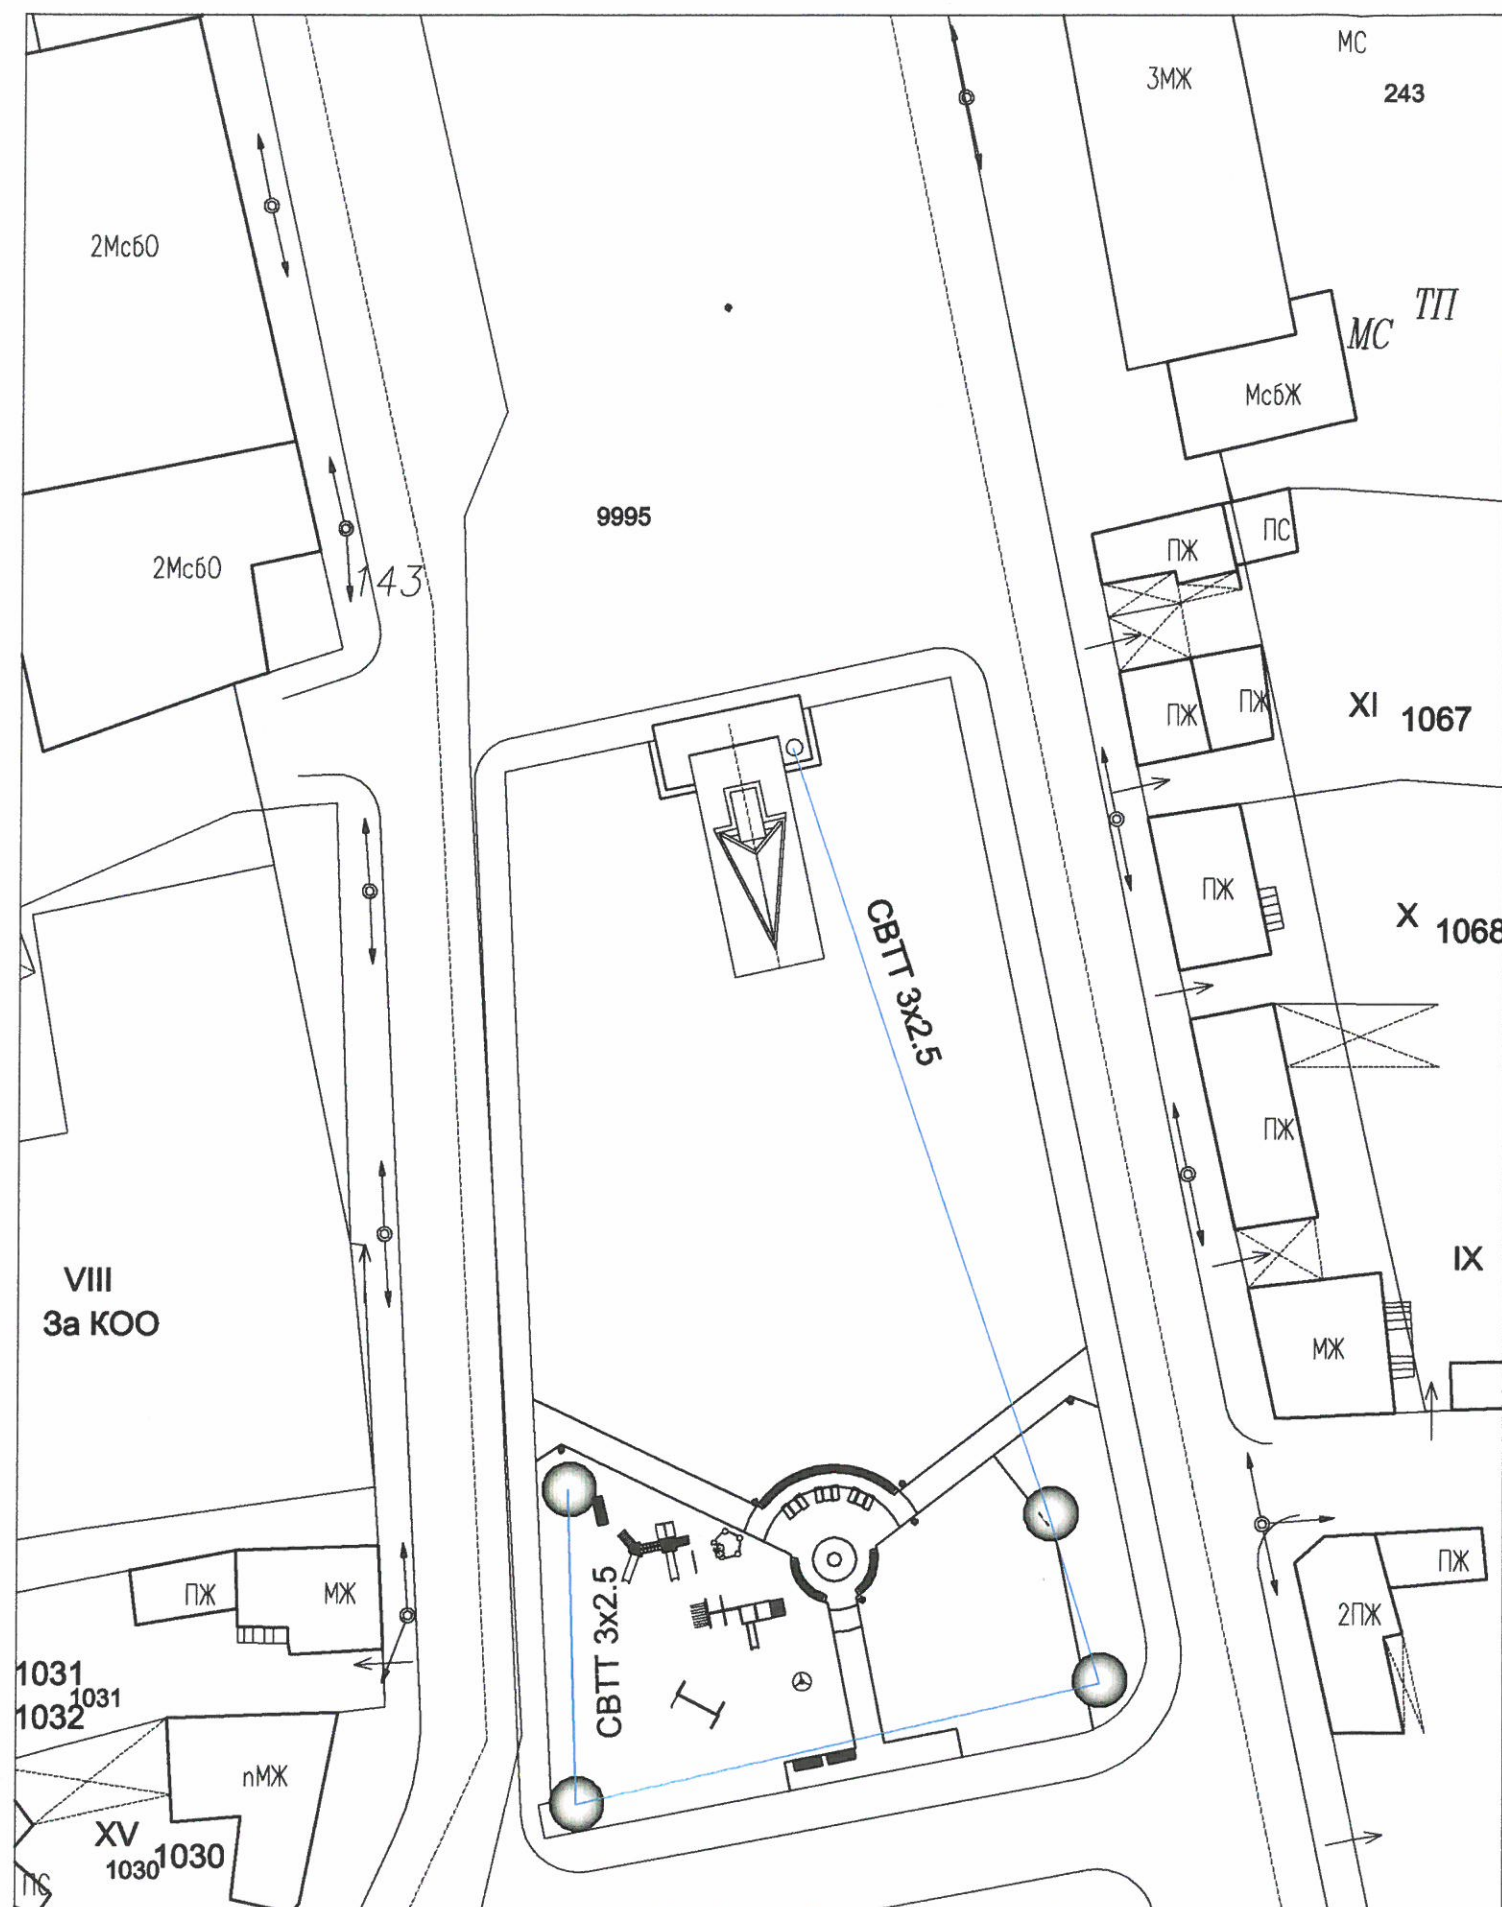 МС
3МЖ
243
2МсбО
ТП
МС
МсбЖ
9995
ПС
ПЖ
2МсбО
143
ПЖ
ПЖ
XI 1067
ПЖ
X 1068
СВТТ 3x2.5
ПЖ
IX
VIII
За КОО
МЖ
ПЖ
МЖ
ПЖ
2ПЖ
СВТТ 3x2.5
1031
1031
1032
пМЖ
XV
1030
1030
ПС